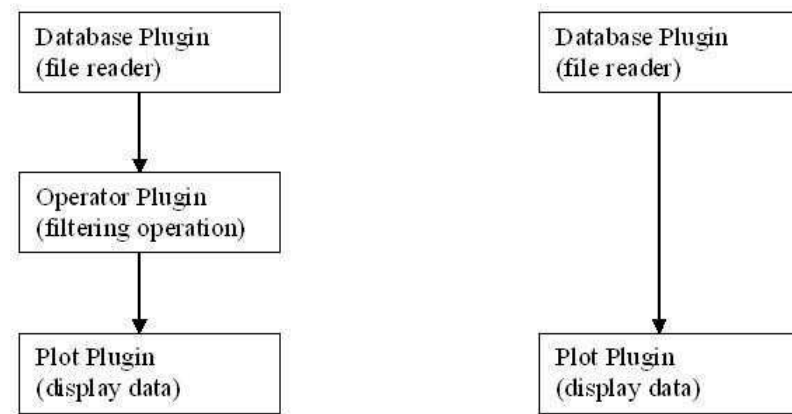 Database Plugin
(file reader)
Operator Plugin
(filtering operation)
Plot Plugin
(display data)
Database Plugin
(file reader)
Plot Plugin
(display data)